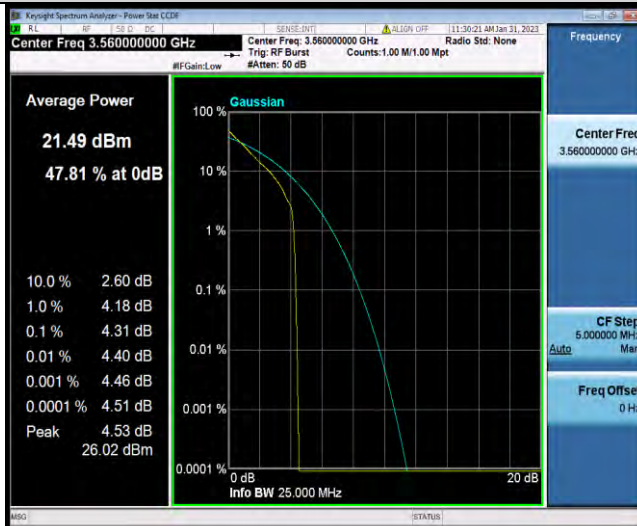 Keysight Spectrum Analyzer - Power Stat CCDF
RL RF 50 Ω DC SENSE:INT ALIGN OFF 11:30:21 AM Jan 31, 2023
Center Freq 3.560000000 GHz
Center Freq: 3.560000000 GHz Radio Std: None
Trig: RF Burst Counts:1.00 M/1.00 Mpt
#IFGain:Low #Atten: 50 dB
Frequency
Average Power
21.49 dBm
47.81 % at 0dB
10.0 % 2.60 dB
1.0 % 4.18 dB
0.1 % 4.31 dB
0.01 % 4.40 dB
0.001 % 4.46 dB
0.0001 % 4.51 dB
Peak 4.53 dB
26.02 dBm
Gaussian
100 %
10 %
1 %
0.1 %
0.01 %
0.001 %
0.0001 %
0 dB 20 dB
Info BW 25.000 MHz
Center Freq
3.560000000 GHz
CF Step
5.000000 MHz
Auto Man
Freq Offset
0 Hz
MSG STATUS